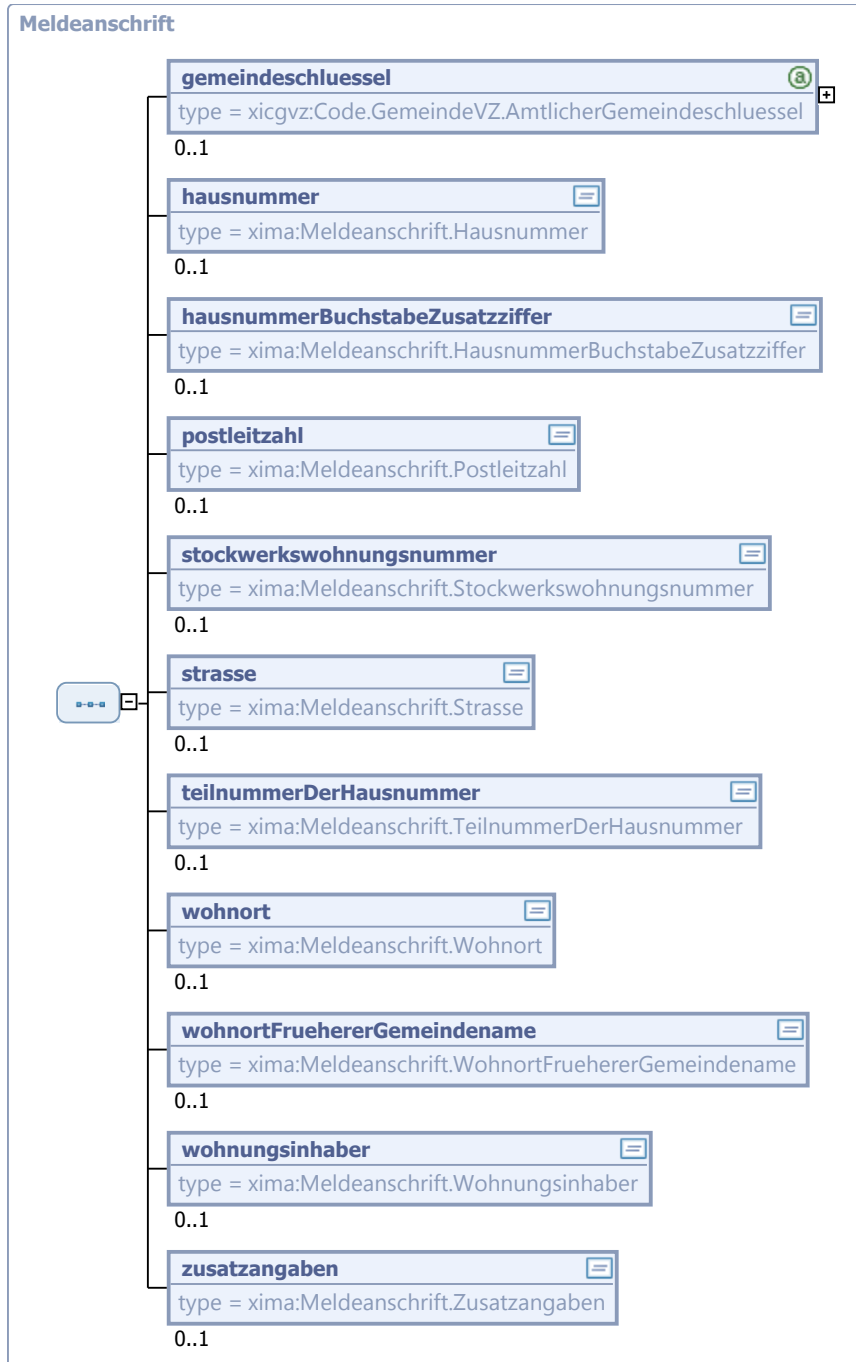 Meldeanschrift
gemeindeschluessel
type = xicgvz:Code.GemeindeVZ.AmtlicherGemeindeschluessel
0..1
hausnummer
type = xima:Meldeanschrift.Hausnummer
0..1
hausnummerBuchstabeZusatzziffer
type = xima:Meldeanschrift.HausnummerBuchstabeZusatzziffer
0..1
postleitzahl
type = xima:Meldeanschrift.Postleitzahl
0..1
stockwerkswohnungsnummer
type = xima:Meldeanschrift.Stockwerkswohnungsnummer
0..1
strasse
type = xima:Meldeanschrift.Strasse
0..1
teilnummerDerHausnummer
type = xima:Meldeanschrift.TeilnummerDerHausnummer
0..1
wohnort
type = xima:Meldeanschrift.Wohnort
0..1
wohnortFruehererGemeindename
type = xima:Meldeanschrift.WohnortFruehererGemeindename
0..1
wohnungsinhaber
type = xima:Meldeanschrift.Wohnungsinhaber
0..1
zusatzangaben
type = xima:Meldeanschrift.Zusatzangaben
0..1